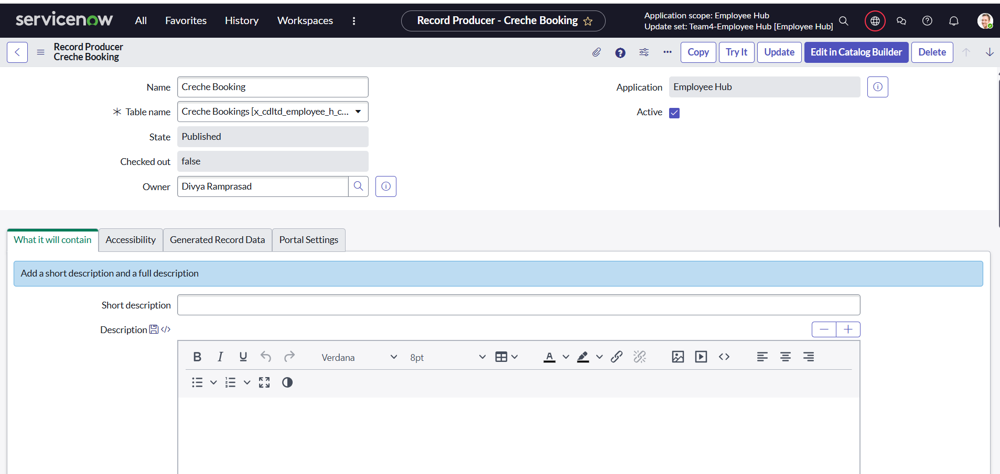 servicenow All Favorites History Workspaces Record Producer - Creche Booking
Application scope: Employee Hub
Update set: Team4-Employee Hub [Employee Hub]
Record Producer
Creche Booking
Copy Try It Update Edit in Catalog Builder Delete
Name Creche Booking
Application Employee Hub
Table name Creche Bookings [x_cdltd_employee_h_c...
Active
State Published
Checked out false
Owner Divya Ramprasad
What it will contain Accessibility Generated Record Data Portal Settings
Add a short description and a full description
Short description
Description
Verdana 8pt